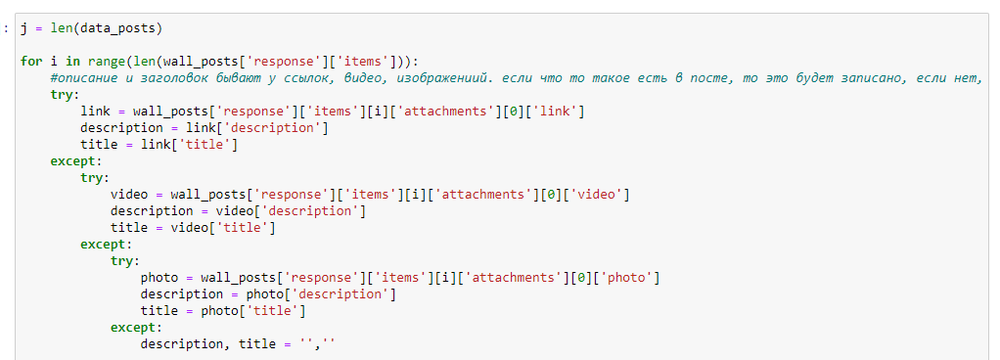 : j = len(data_posts)
for i in range(len(wall_posts['response']['items'])):
#описание и заголовок бывают у ссылок, видео, изображениий. если что то такое есть в посте, то это будет записано, если нет,
try:
link = wall_posts['response']['items'][i]['attachments'][0]['link']
description = link['description']
title = link['title']
except:
try:
video = wall_posts['response']['items'][i]['attachments'][0]['video']
description = video['description']
title = video['title']
except:
try:
photo = wall_posts['response']['items'][i]['attachments'][0]['photo']
description = photo['description']
title = photo['title']
except:
description, title = '',''